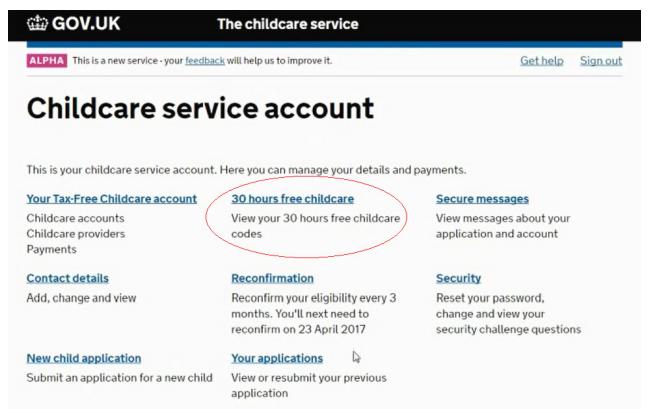 GOV.UK The childcare service
ALPHA This is a new service - your feedback will help us to improve it. Get help Sign out
Childcare service account
This is your childcare service account. Here you can manage your details and payments.
Your Tax-Free Childcare account
Childcare accounts
Childcare providers
Payments
30 hours free childcare
View your 30 hours free childcare
codes
Secure messages
View messages about your
application and account
Contact details
Add, change and view
Reconfirmation
Reconfirm your eligibility every 3
months. You'll next need to
reconfirm on 23 April 2017
Security
Reset your password,
change and view your
security challenge questions
New child application
Submit an application for a new child
Your applications
View or resubmit your previous
application